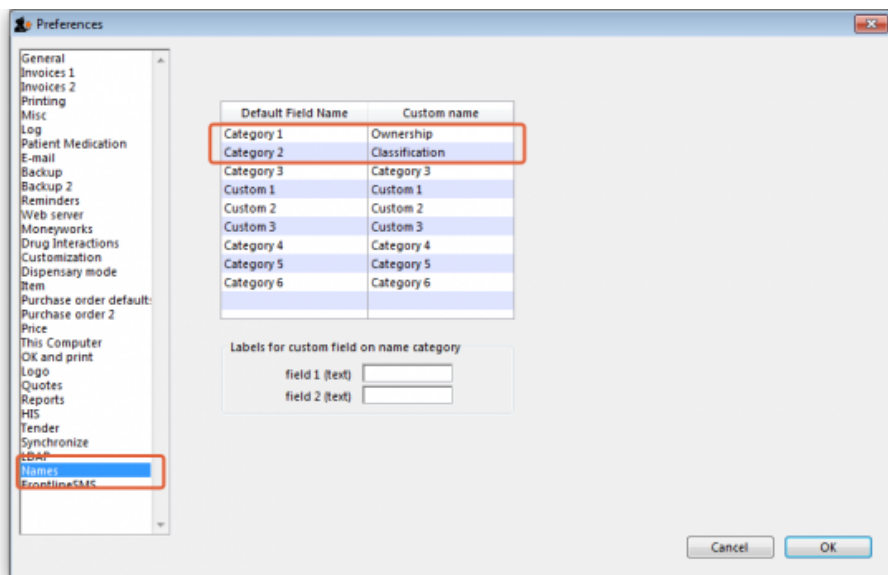 Preferences
General
Invoices 1
Invoices 2
Printing
Misc
Log
Patient Medication
E-mail
Backup
Backup 2
Reminders
Web server
Moneyworks
Drug Interactions
Customization
Dispensary mode
Item
Purchase order default:
Purchase order 2
Price
This Computer
OK and print
Logo
Quotes
Reports
HIS
Tender
Synchronize
LDAP
Names
FrontlineSMS
Default Field Name Custom name
Category 1 Ownership
Category 2 Classification
Category 3 Category 3
Custom 1 Custom 1
Custom 2 Custom 2
Custom 3 Custom 3
Category 4 Category 4
Category 5 Category 5
Category 6 Category 6
Labels for custom field on name category
field 1 (text)
field 2 (text)
Cancel OK